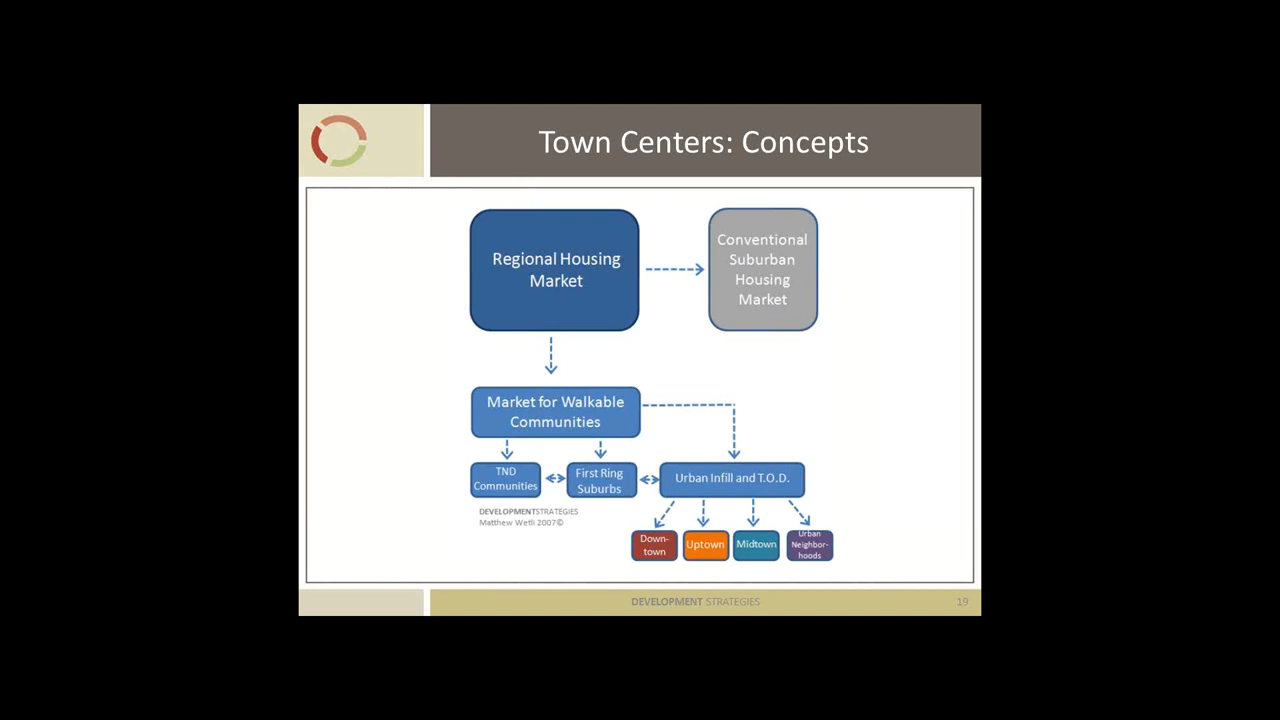 Town Centers: Concepts
Regional Housing
Market
Conventional
Suburban
Housing
Market
Market for Walkable
Communities
TND
Communities
First Ring
Suburbs
Urban Infill and T.O.D.
DEVELOPMENTSTRATEGIES
Matthew Wetli 2007©
Down-
town
Uptown
Midtown
Urban
Neighbor-
hoods
DEVELOPMENT STRATEGIES
19